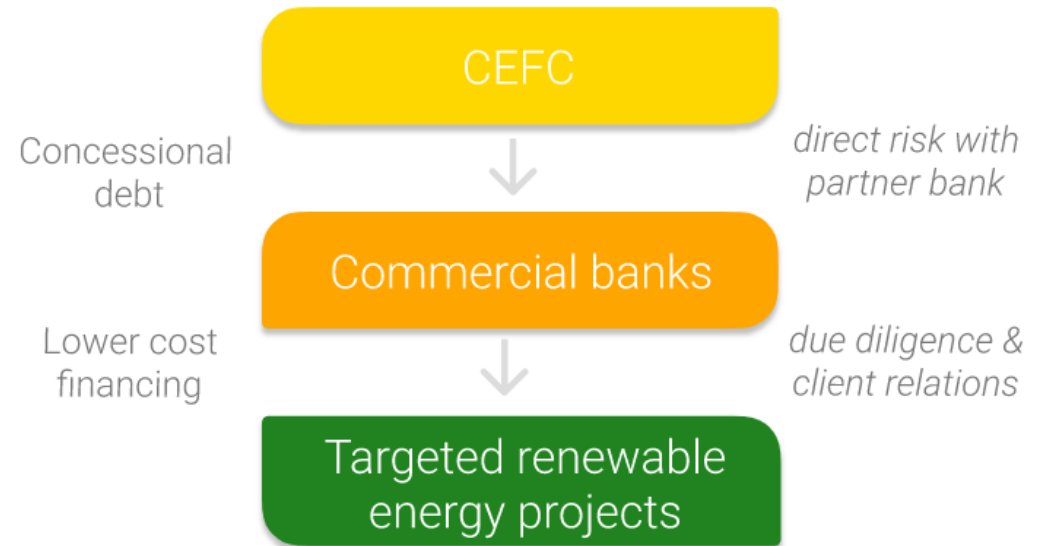 CEFC
Concessional
debt
direct risk with
partner bank
Commercial banks
Lower cost
financing
due diligence &
client relations
Targeted renewable
energy projects